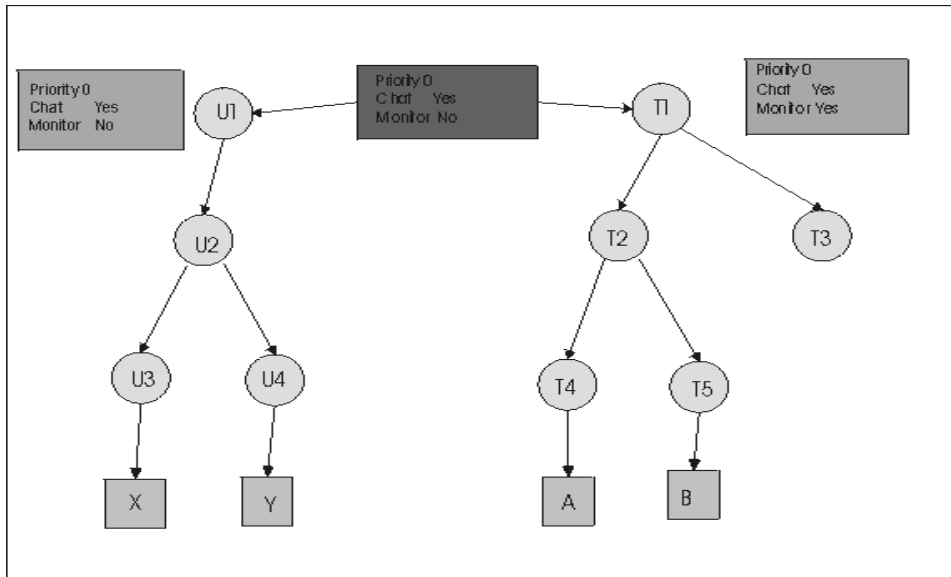 Priority 0
Chat Yes
Monitor No
U1
Priority 0
Chat Yes
Monitor No
T1
Priority 0
Chat Yes
Monitor Yes
U2
T2
T3
U3
U4
T4
T5
X
Y
A
B